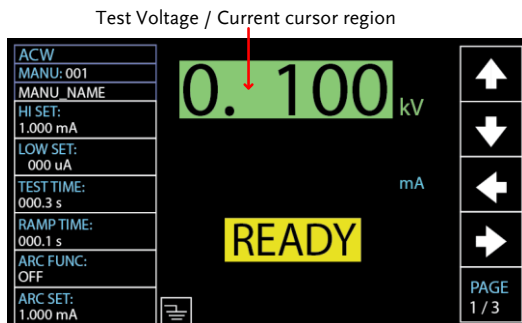 Test Voltage / Current cursor region
ACW
MANU: 001
MANU_NAME
HI SET:
1.000 mA
LOW SET:
000 uA
TEST TIME:
000.3 s
RAMP TIME:
000.1 s
ARC FUNC:
OFF
ARC SET:
1.000 mA
0. 100 kV
mA
READY
PAGE
1 / 3